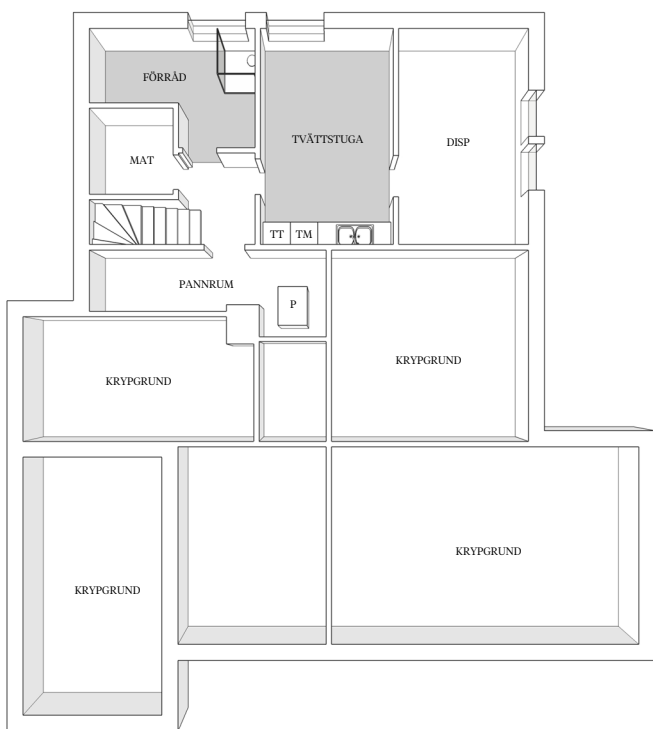 FÖRRÅD
TVÄTTSTUGA
DISP
MAT
TT TM
PANNRUM
P
KRYPGRUND
KRYPGRUND
KRYPGRUND
KRYPGRUND